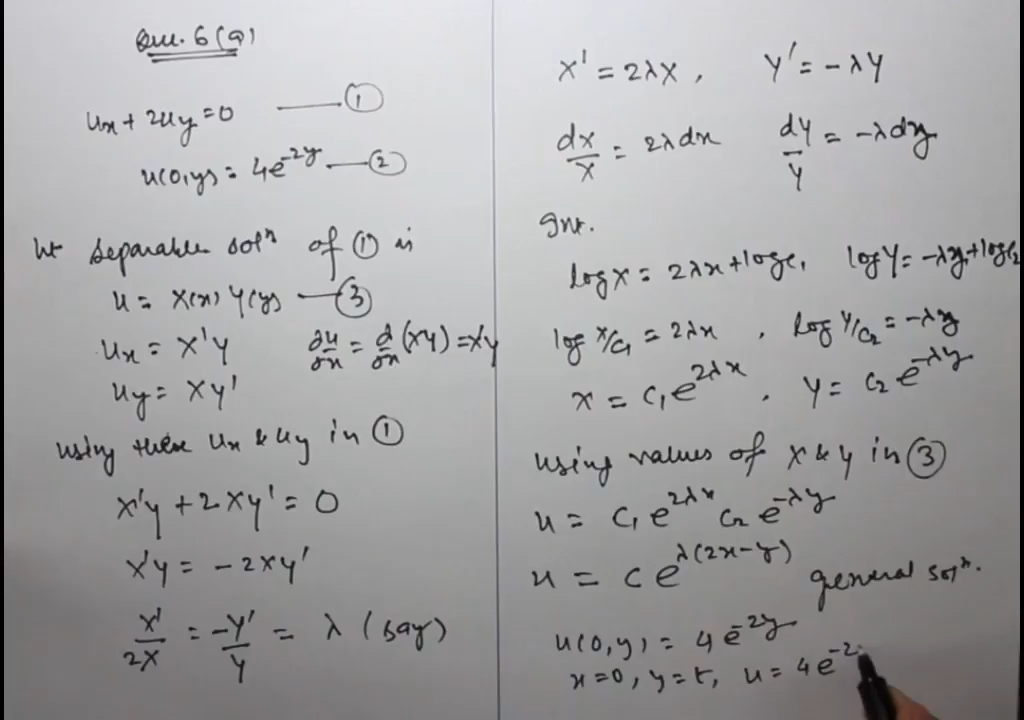 Que. 6(a)
ux + 2uy = 0 ——— ①
u(0,y) = 4e^-2y — ②
let separable solⁿ of ① is
u = X(x) Y(y) — ③
ux = X'Y ∂u/∂x = ∂/∂x (XY) = X'Y
uy = XY'
using these ux & uy in ①
X'Y + 2XY' = 0
X'Y = -2XY'
X'/2X = -Y'/Y = λ (say)
X' = 2λX, Y' = -λY
dX/X = 2λdx dY/Y = -λdy
Int.
log X = 2λx + log c₁ log Y = -λy + log c₂
log X/c₁ = 2λx , log Y/c₂ = -λy
X = c₁e^2λx , Y = c₂e^-λy
using values of X & Y in ③
u = c₁e^2λx c₂e^-λy
u = ce^λ(2x-y) general solⁿ.
u(0,y) = 4e^-2y
x=0, y=t, u = 4e^-2